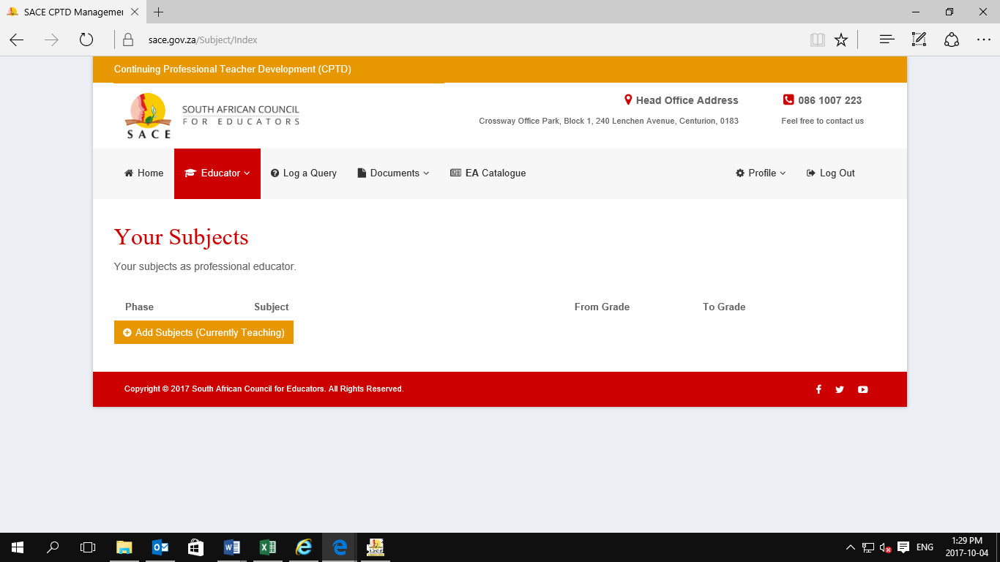 SACE CPTD Managemen
sace.gov.za/Subject/Index
Continuing Professional Teacher Development (CPTD)
SOUTH AFRICAN COUNCIL
FOR EDUCATORS
SACE
Head Office Address
Crossway Office Park, Block 1, 240 Lenchen Avenue, Centurion, 0183
086 1007 223
Feel free to contact us
Home Educator Log a Query Documents EA Catalogue Profile Log Out
Your Subjects
Your subjects as professional educator.
Phase Subject From Grade To Grade
Add Subjects (Currently Teaching)
Copyright © 2017 South African Council for Educators. All Rights Reserved.
ENG
1:29 PM
2017-10-04